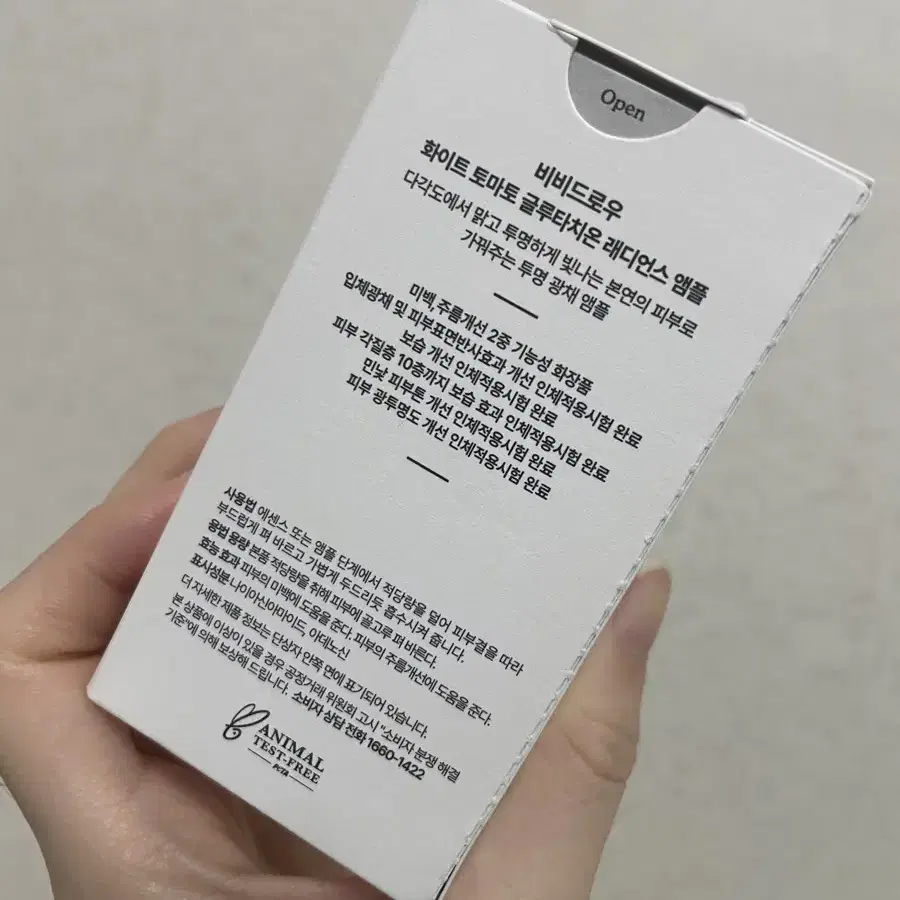 Open
비비드로우
화이트 토마토 글루타치온 래디언스 앰플
다각도에서 맑고 투명하게 빛나는 본연의 피부로
가꿔주는 투명 광채 앰플
미백, 주름개선 2중 기능성 화장품
입체광채 및 피부표면반사효과 개선 인체적용시험 완료
보습 개선 인체적용시험 완료
피부 각질층 10층까지 보습 효과 인체적용시험 완료
민낯 피부톤 개선 인체적용시험 완료
피부 광투명도 개선 인체적용시험 완료
사용법 에센스 또는 앰플 단계에서 적당량을 덜어 피부결을 따라
부드럽게 펴 바르고 가볍게 두드리듯 흡수시켜 줍니다.
용법 용량 본품 적당량을 취해 피부에 골고루 펴 바른다.
효능 효과 피부의 미백에 도움을 준다. 피부의 주름개선에 도움을 준다.
표시성분 나이아신아마이드, 아데노신
더 자세한 제품 정보는 단상자 안쪽 면에 표기되어 있습니다.
본 상품에 이상이 있을 경우 공정거래 위원회 고시 "소비자 분쟁 해결
기준"에 의해 보상해 드립니다. 소비자 상담 전화 1660-1422
ANIMAL
TEST-FREE
PETA